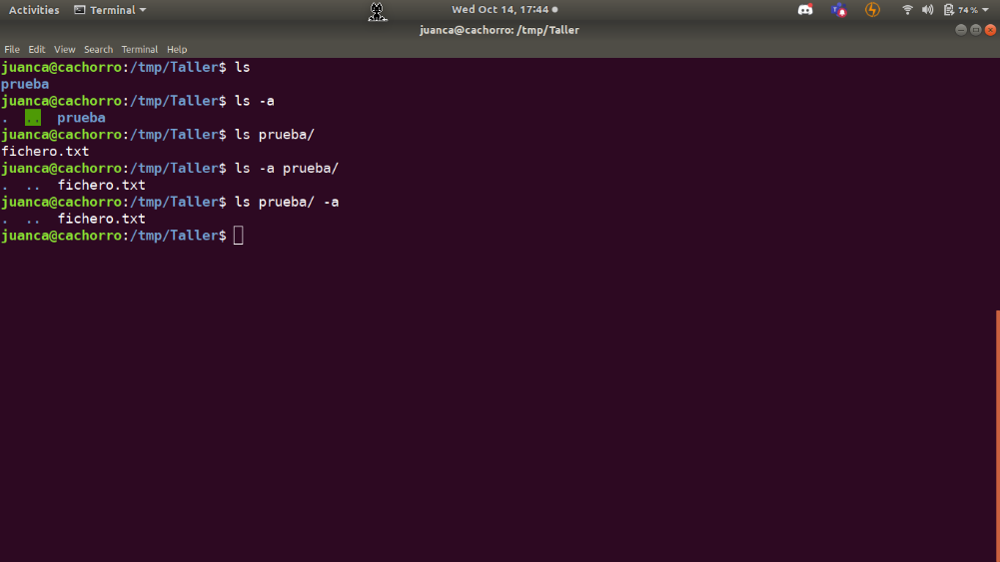 Activities Terminal Wed Oct 14, 17:44 74 %
juanca@cachorro: /tmp/Taller
File Edit View Search Terminal Help
juanca@cachorro:/tmp/Taller$ ls
prueba
juanca@cachorro:/tmp/Taller$ ls -a
. .. prueba
juanca@cachorro:/tmp/Taller$ ls prueba/
fichero.txt
juanca@cachorro:/tmp/Taller$ ls -a prueba/
. .. fichero.txt
juanca@cachorro:/tmp/Taller$ ls prueba/ -a
. .. fichero.txt
juanca@cachorro:/tmp/Taller$